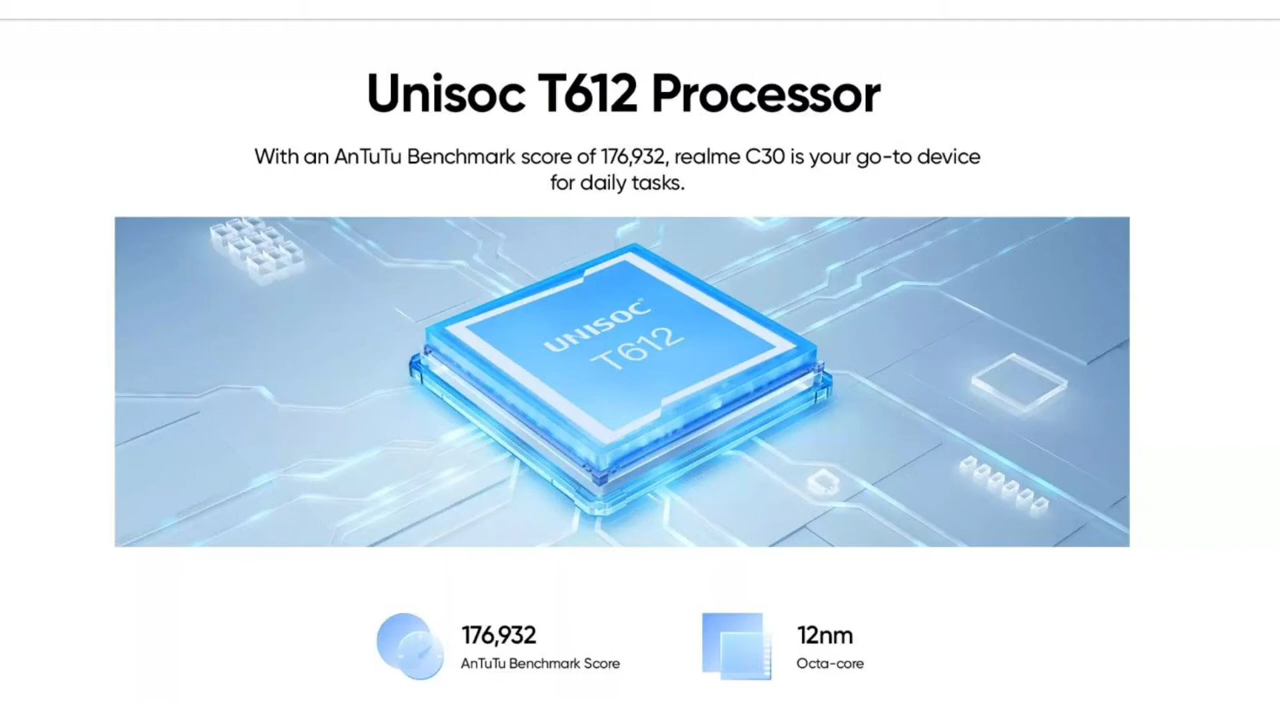 Unisoc T612 Processor
With an AnTuTu Benchmark score of 176,932, realme C30 is your go-to device
for daily tasks.
UNISOC
T612
176,932
AnTuTu Benchmark Score
12nm
Octa-core